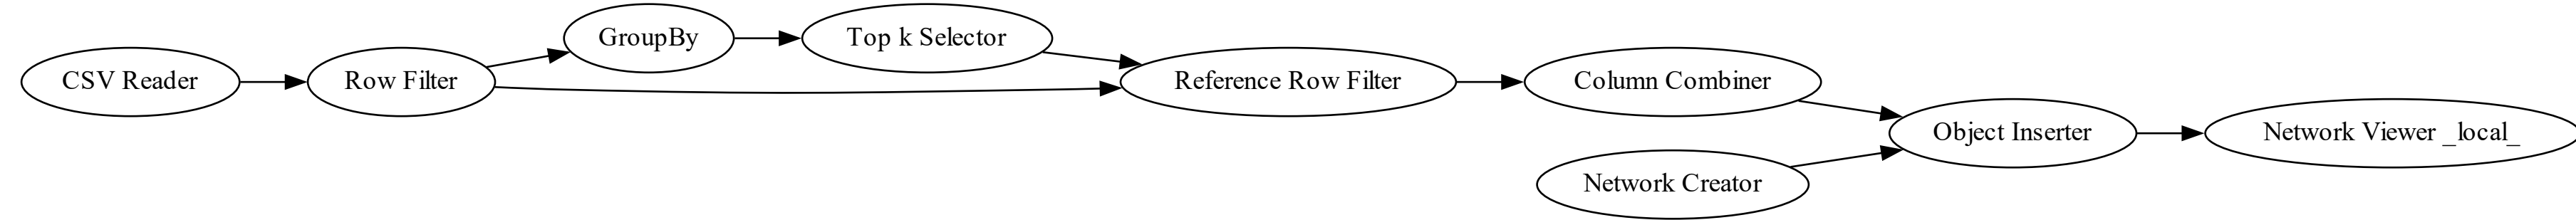 CSV Reader
Row Filter
GroupBy
Top k Selector
Reference Row Filter
Column Combiner
Network Creator
Object Inserter
Network Viewer _local_